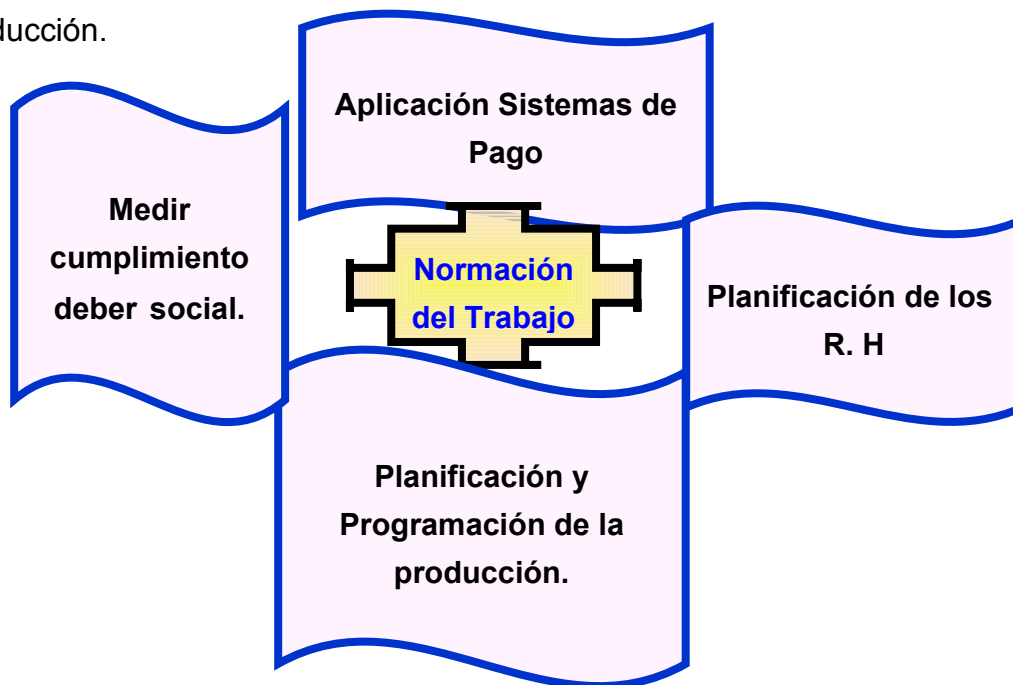 ducción.
Aplicación Sistemas de
Pago
Medir
cumplimiento
deber social.
Normación
del Trabajo
Planificación de los
R. H
Planificación y
Programación de la
producción.